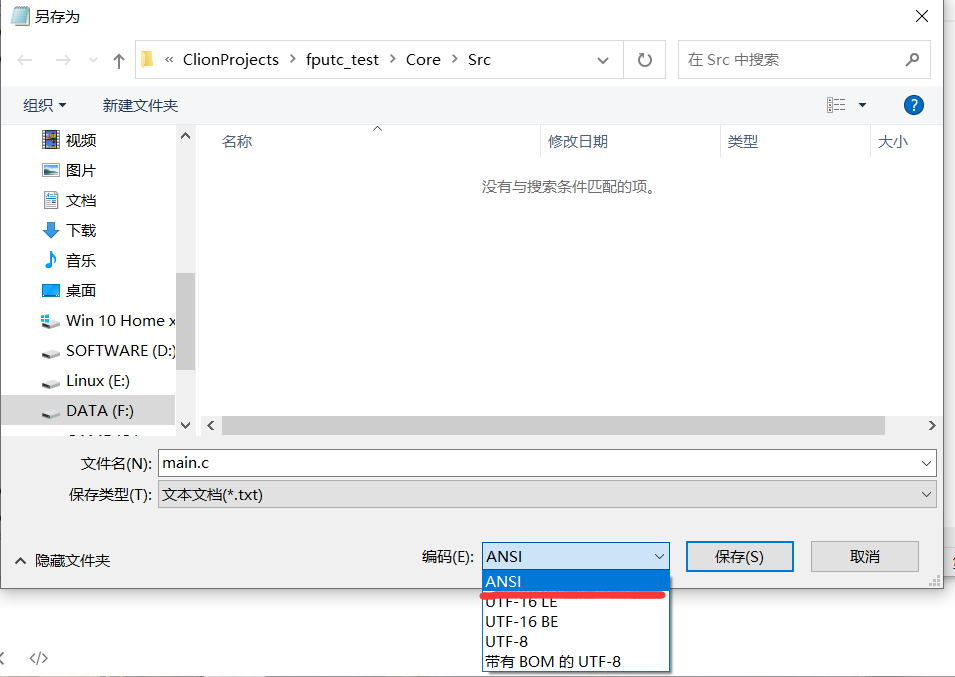 另存为
« ClionProjects > fputc_test > Core > Src
在 Src 中搜索
组织
新建文件夹
名称
修改日期
类型
大小
没有与搜索条件匹配的项。
视频
图片
文档
下载
音乐
桌面
Win 10 Home x
SOFTWARE (D:)
Linux (E:)
DATA (F:)
文件名(N):
main.c
保存类型(T):
文本文档(*.txt)
隐藏文件夹
编码(E):
ANSI
保存(S)
取消
ANSI
UTF-16 LE
UTF-16 BE
UTF-8
带有 BOM 的 UTF-8
</>